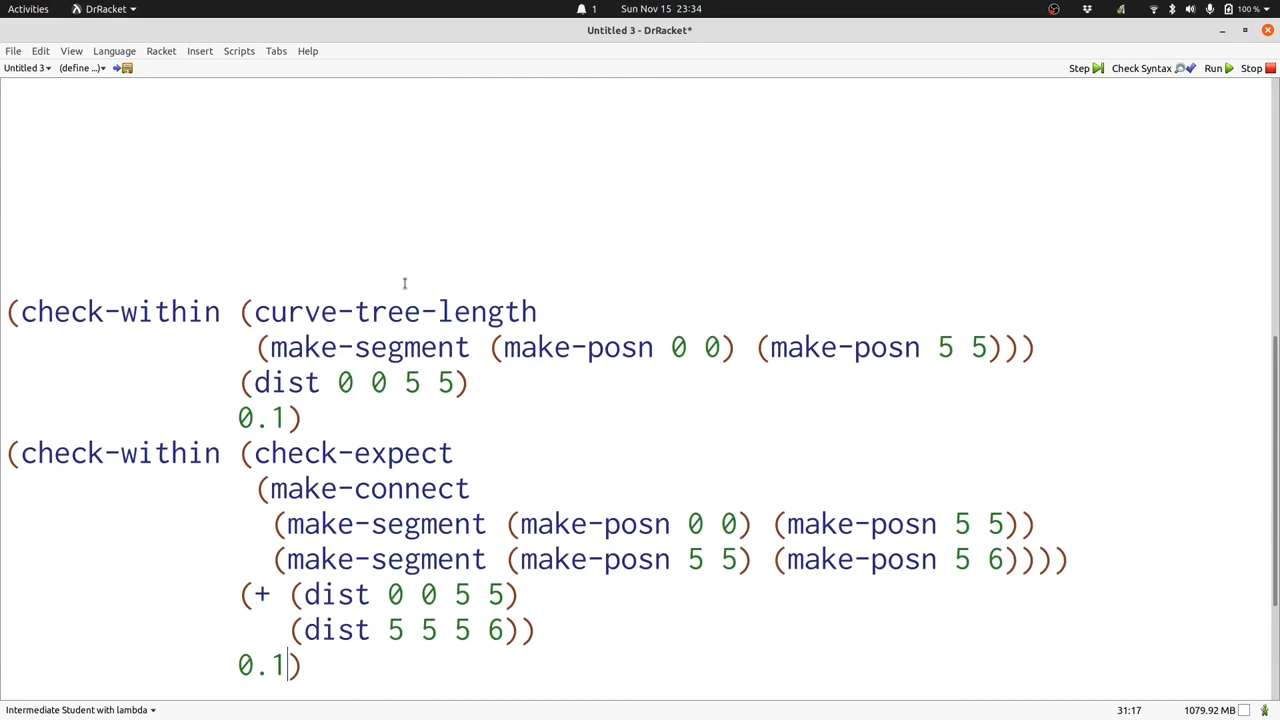 Activities DrRacket 1 Sun Nov 15 23:34 100 %
Untitled 3 - DrRacket*
File Edit View Language Racket Insert Scripts Tabs Help
Untitled 3 (define ...) Step Check Syntax Run Stop
(check-within (curve-tree-length
(make-segment (make-posn 0 0) (make-posn 5 5)))
(dist 0 0 5 5)
0.1)
(check-within (check-expect
(make-connect
(make-segment (make-posn 0 0) (make-posn 5 5))
(make-segment (make-posn 5 5) (make-posn 5 6))))
(+ (dist 0 0 5 5)
(dist 5 5 5 6))
0.1)
Intermediate Student with lambda 31:17 1079.92 MB